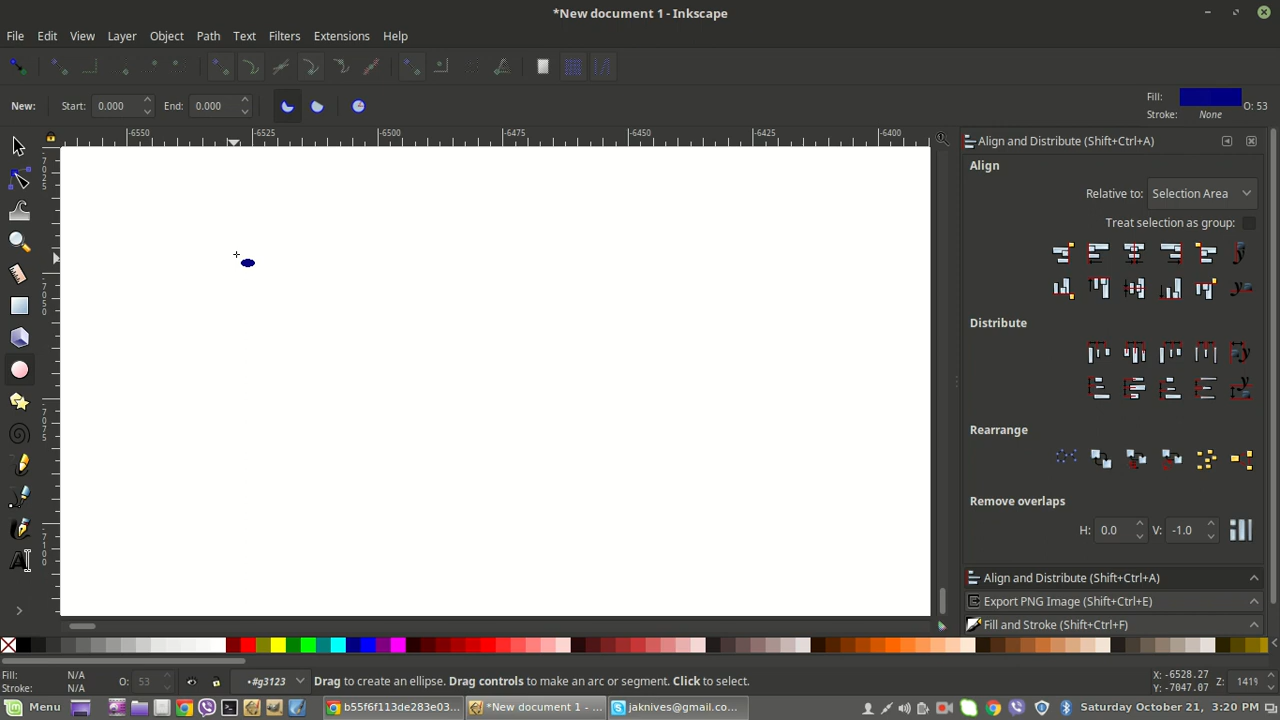 *New document 1 - Inkscape
File Edit View Layer Object Path Text Filters Extensions Help
New: Start: 0.000 End: 0.000 Fill: O: 53
Stroke: None
-6550 -6525 -6500 -6475 -6450 -6425 -6400
Align and Distribute (Shift+Ctrl+A)
Align
Relative to: Selection Area
Treat selection as group:
Distribute
Rearrange
Remove overlaps
H: 0.0 V: -1.0
Align and Distribute (Shift+Ctrl+A)
Export PNG Image (Shift+Ctrl+E)
Fill and Stroke (Shift+Ctrl+F)
Fill: N/A
Stroke: N/A
O: 53 •#g3123 Drag to create an ellipse. Drag controls to make an arc or segment. Click to select.
X: -6528.27
Y: -7047.07
Z: 141%
Menu b55f6f113de283e03... *New document 1 - ... jaknives@gmail.co... Saturday October 21, 3:20 PM